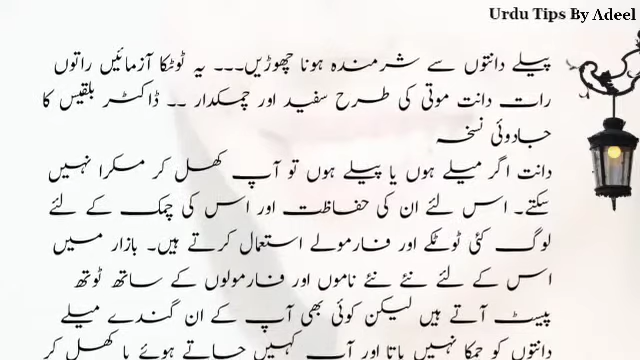 Urdu Tips By Adeel
پیلے دانتوں سے شرمندہ ہونا چھوڑیں۔۔۔ یہ ٹوٹکا آزمائیں راتوں
رات دانت موتی کی طرح سفید اور چمکدار ۔۔ ڈاکٹر بلقیس کا
جادوئی نسخہ
دانت اگر میلے ہوں یا پیلے ہوں تو آپ کھل کر مسکرا نہیں
سکتے۔ اس لئے ان کی حفاظت اور اس کی چمک کے لئے
لوگ کئی ٹوٹکے اور فارمولے استعمال کرتے ہیں۔ بازار میں
اس کے لئے نئے نئے ناموں اور فارمولوں کے ساتھ ٹوتھ
پیسٹ آتے ہیں لیکن کوئی بھی آپ کے ان گندے میلے
دانتوں کو چمکا نہیں پاتا اور آپ کہیں جاتے ہوئے یا کھل کر